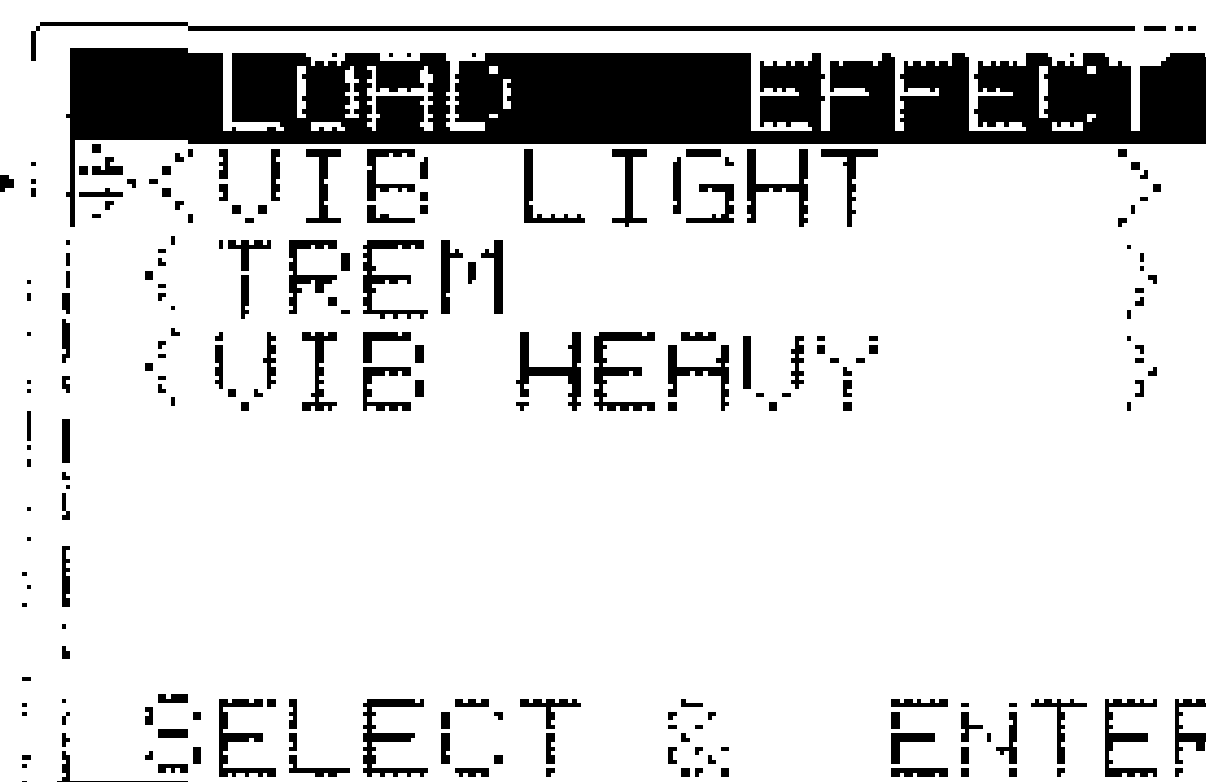 LOAD EFFECT
<VIB LIGHT >
<TREM >
<VIB HEAVY >
SELECT & ENTER